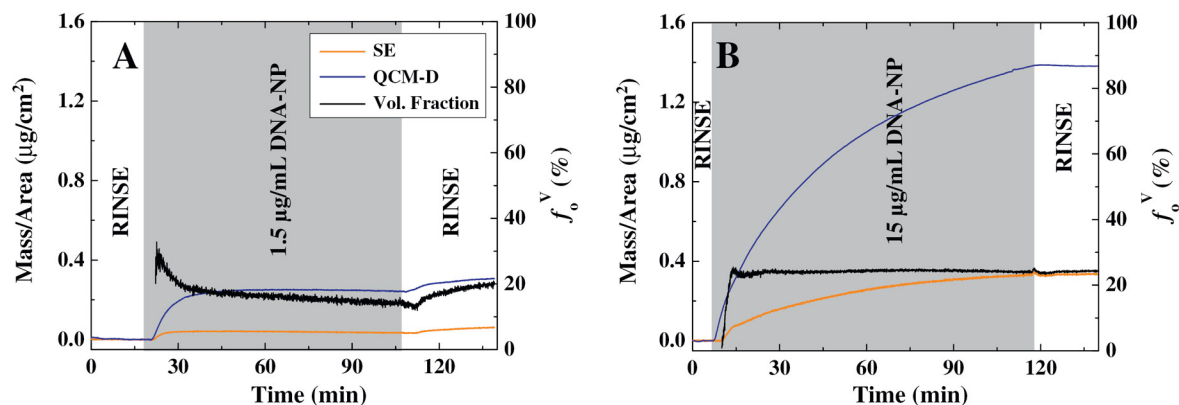 A
SE
QCM-D
Vol. Fraction
RINSE
1.5 µg/mL DNA-NP
RINSE
Mass/Area (µg/cm²)
1.6
1.2
0.8
0.4
0.0
100
80
60
40
20
0
f_o^V (%)
0 30 60 90 120
Time (min)
B
RINSE
15 µg/mL DNA-NP
RINSE
Mass/Area (µg/cm²)
1.6
1.2
0.8
0.4
0.0
100
80
60
40
20
0
f_o^V (%)
0 30 60 90 120
Time (min)